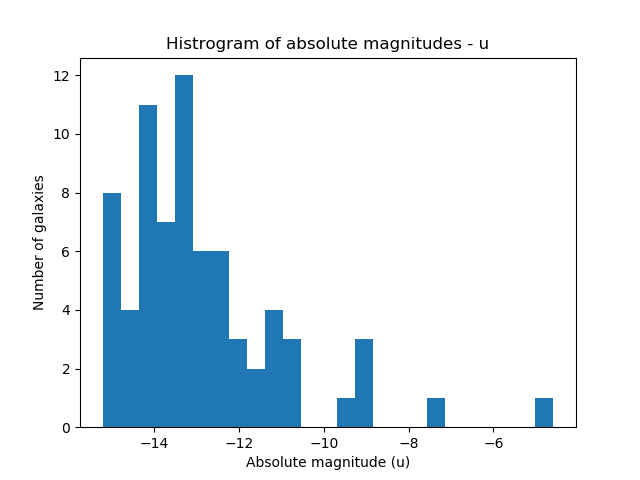 Histrogram of absolute magnitudes - u
12
10
8
6
4
2
0
Number of galaxies
−14 −12 −10 −8 −6
Absolute magnitude (u)